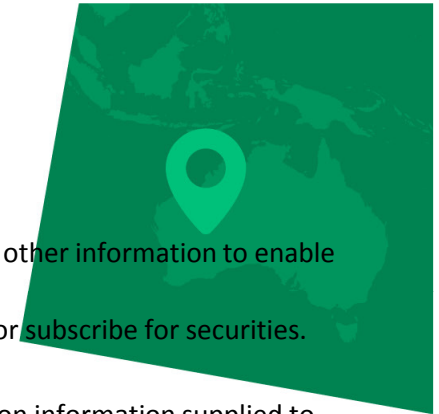 other information to enable
or subscribe for securities.
on information supplied to